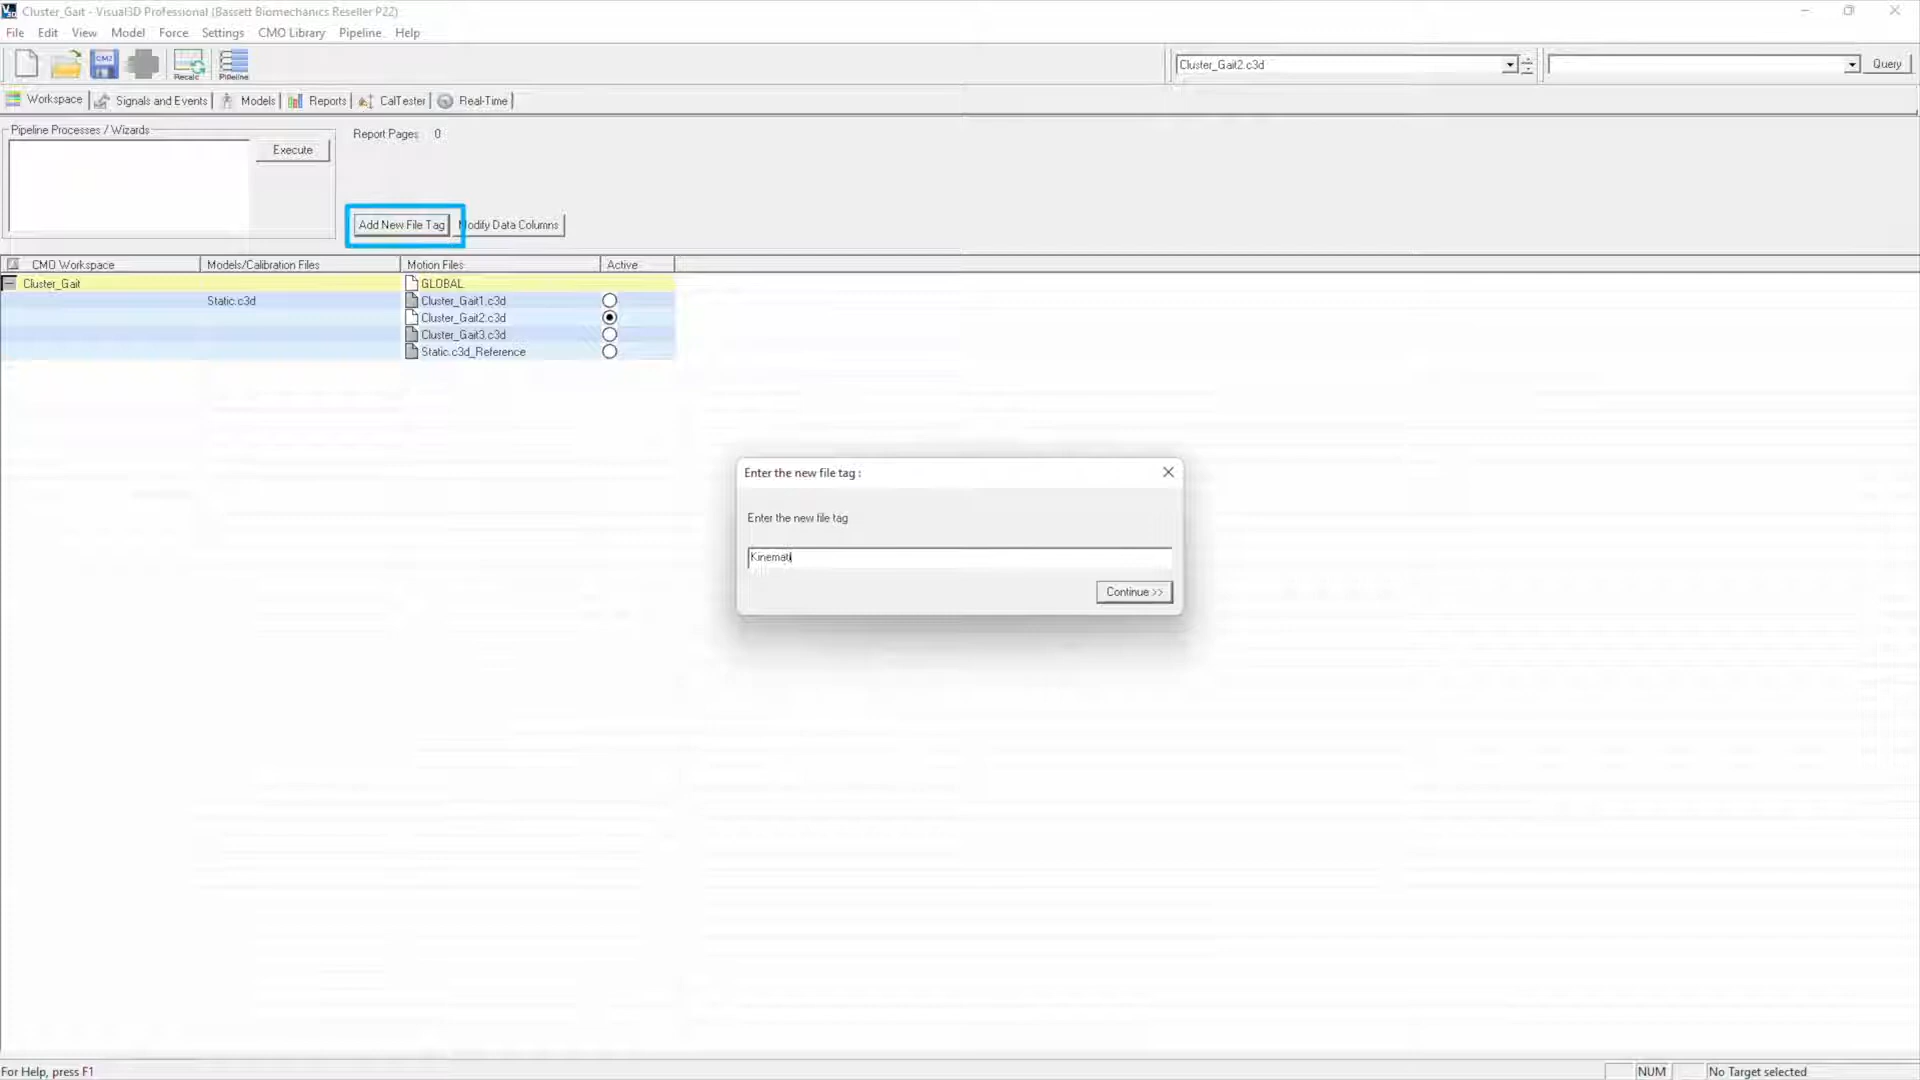 Cluster_Gait - Visual3D Professional (Bassett Biomechanics Reseller P2Z)
File Edit View Model Force Settings CMO Library Pipeline Help
CMZ Recalc Pipeline Cluster_Gait2.c3d Query
Workspace Signals and Events Models Reports CalTester Real-Time
Pipeline Processes / Wizards
Execute
Report Pages 0
Add New File Tag Modify Data Columns
CMO Workspace Models/Calibration Files Motion Files Active
Cluster_Gait GLOBAL
Static.c3d Cluster_Gait1.c3d
Cluster_Gait2.c3d
Cluster_Gait3.c3d
Static.c3d_Reference
Enter the new file tag :
Enter the new file tag
Kinemati
Continue >>
For Help, press F1 NUM No Target selected